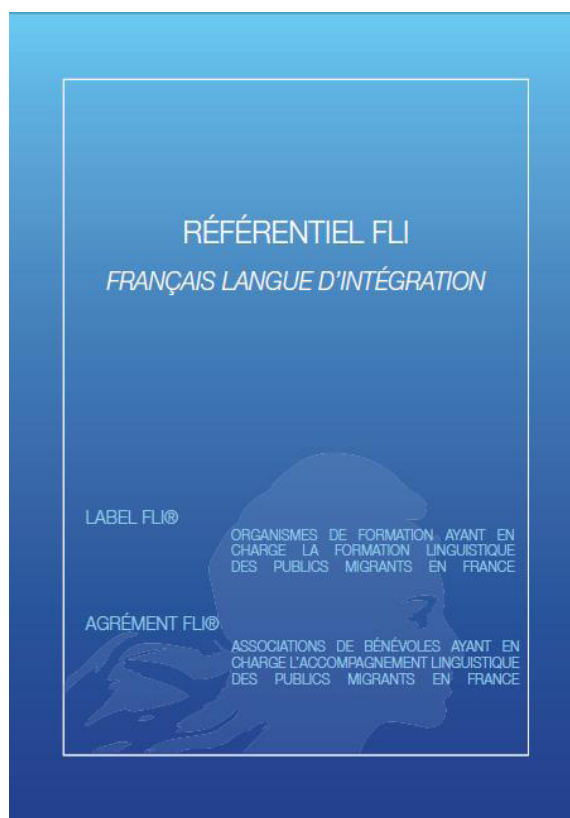 RÉFÉRENTIEL FLI
FRANÇAIS LANGUE D'INTÉGRATION
LABEL FLI®
ORGANISMES DE FORMATION AYANT EN
CHARGE LA FORMATION LINGUISTIQUE
DES PUBLICS MIGRANTS EN FRANCE
AGRÉMENT FLI®
ASSOCIATIONS DE BÉNÉVOLES AYANT EN
CHARGE L'ACCOMPAGNEMENT LINGUISTIQUE
DES PUBLICS MIGRANTS EN FRANCE